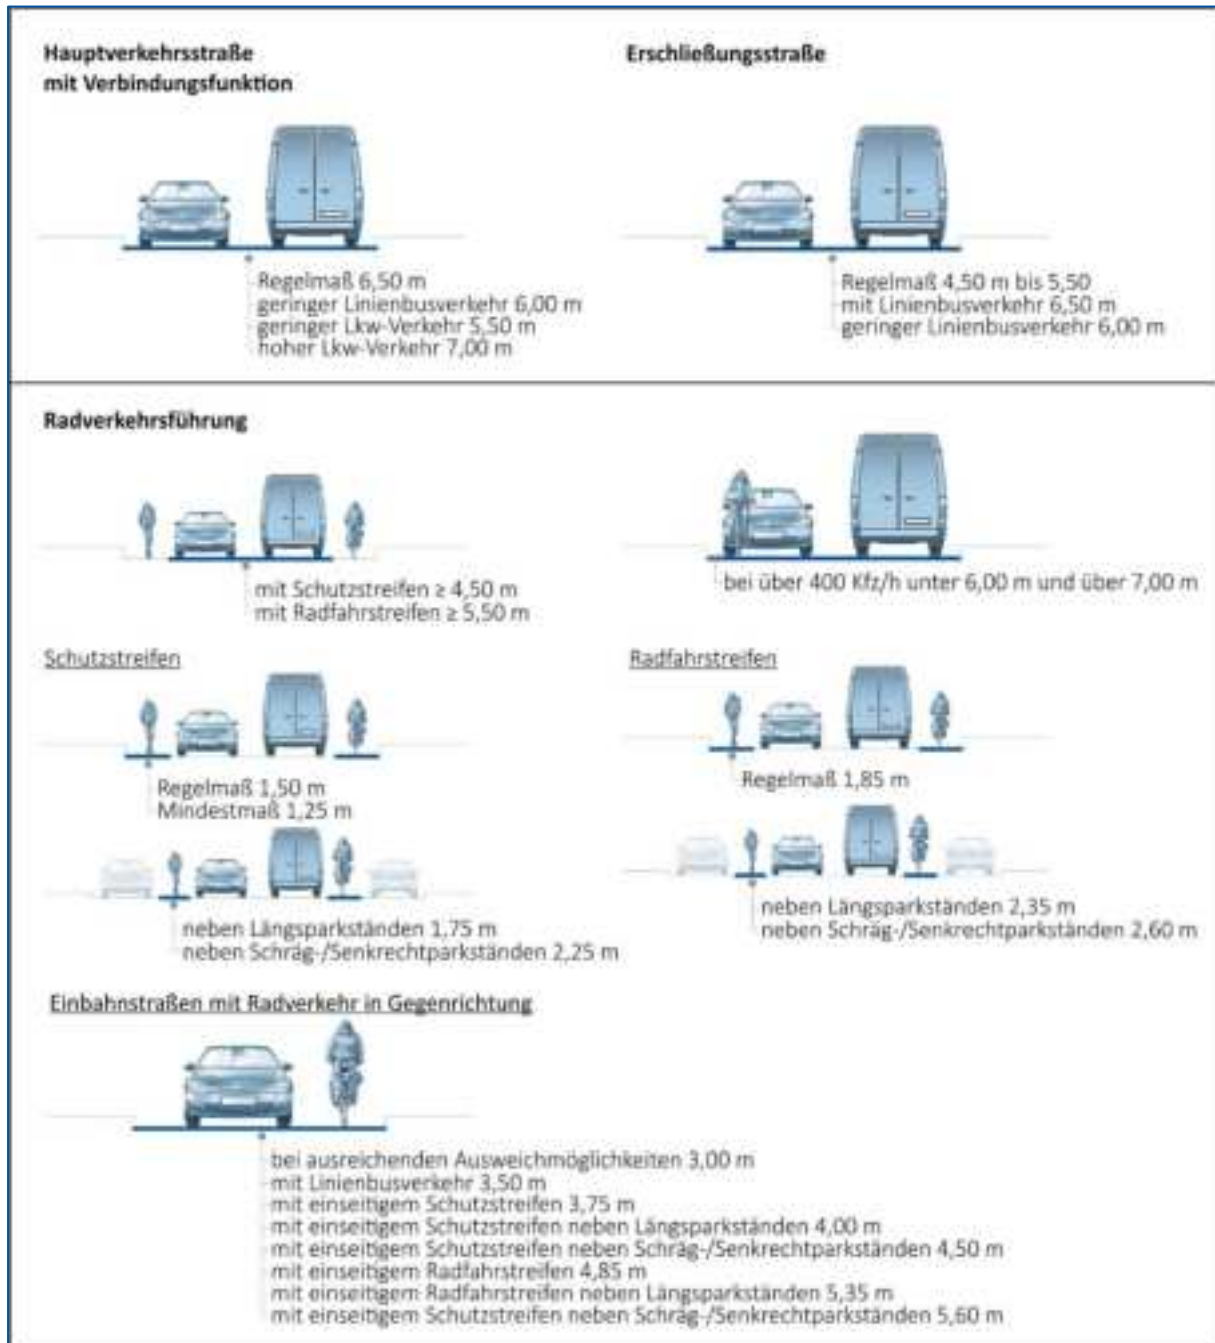 Hauptverkehrsstraße
mit Verbindungsfunktion
Erschließungsstraße
Regelmaß 6,50 m
geringer Linienbusverkehr 6,00 m
geringer Lkw-Verkehr 5,50 m
hoher Lkw-Verkehr 7,00 m
Regelmaß 4,50 m bis 5,50
mit Linienbusverkehr 6,50 m
geringer Linienbusverkehr 6,00 m
Radverkehrsführung
mit Schutzstreifen ≥ 4,50 m
mit Radfahrstreifen ≥ 5,50 m
bei über 400 Kfz/h unter 6,00 m und über 7,00 m
Schutzstreifen
Regelmaß 1,50 m
Mindestmaß 1,25 m
neben Längsparkständen 1,75 m
neben Schräg-/Senkrechtparkständen 2,25 m
Radfahrstreifen
Regelmaß 1,85 m
neben Längsparkständen 2,35 m
neben Schräg-/Senkrechtparkständen 2,60 m
Einbahnstraßen mit Radverkehr in Gegenrichtung
bei ausreichenden Ausweichmöglichkeiten 3,00 m
mit Linienbusverkehr 3,50 m
mit einseitigem Schutzstreifen 3,75 m
mit einseitigem Schutzstreifen neben Längsparkständen 4,00 m
mit einseitigem Schutzstreifen neben Schräg-/Senkrechtparkständen 4,50 m
mit einseitigem Radfahrstreifen 4,85 m
mit einseitigem Radfahrstreifen neben Längsparkständen 5,35 m
mit einseitigem Schutzstreifen neben Schräg-/Senkrechtparkständen 5,60 m